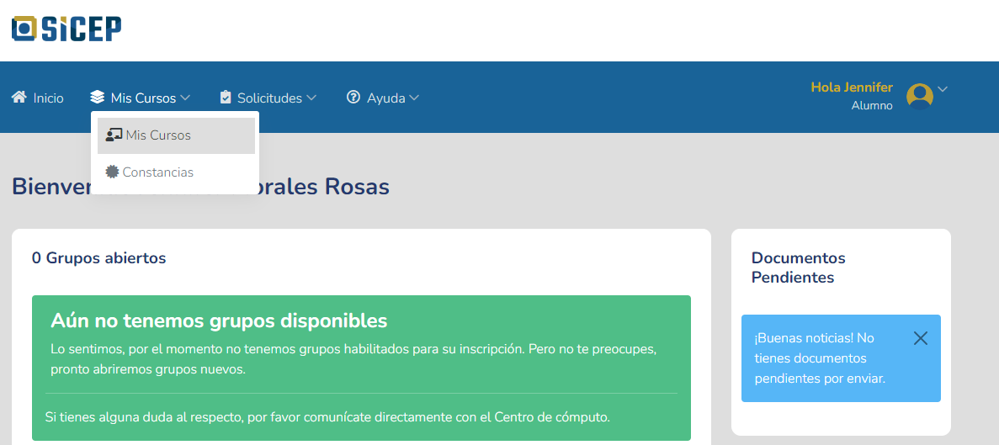 SiCEP
Inicio
Mis Cursos
Solicitudes
Ayuda
Hola Jennifer
Alumno
Mis Cursos
Constancias
Rosas
0 Grupos abiertos
Aún no tenemos grupos disponibles
Lo sentimos, por el momento no tenemos grupos habilitados para su inscripción. Pero no te preocupes,
pronto abriremos grupos nuevos.
Si tienes alguna duda al respecto, por favor comunícate directamente con el Centro de cómputo.
Documentos
Pendientes
¡Buenas noticias! No
tienes documentos
pendientes por enviar.